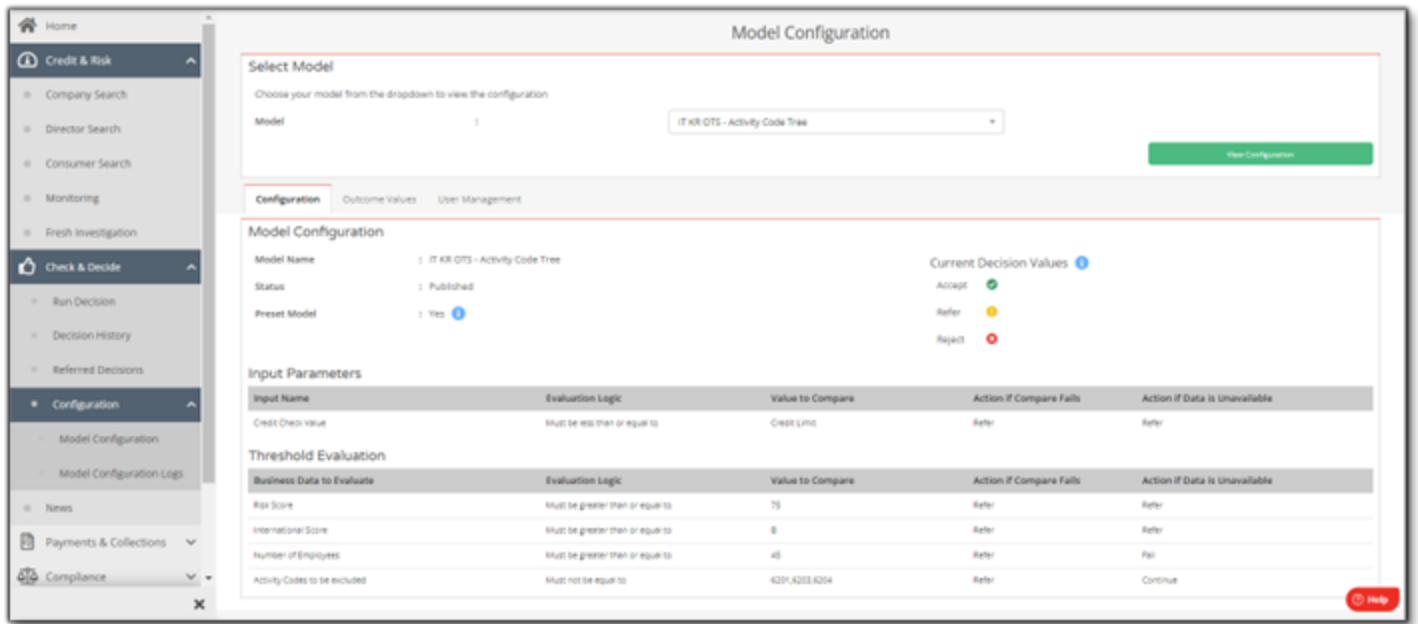 Home
Credit & Risk
Company Search
Director Search
Consumer Search
Monitoring
Fresh Investigation
Check & Decide
Run Decision
Decision History
Referred Decisions
Configuration
Model Configuration
Model Configuration Logs
News
Payments & Collections
Compliance
Model Configuration
Select Model
Choose your model from the dropdown to view the configuration
Model : IT KR OTS - Activity Code Tree
View Configuration
Configuration Outcome Values User Management
Model Configuration
Model Name : IT KR OTS - Activity Code Tree
Status : Published
Preset Model : Yes
Current Decision Values
Accept
Refer
Reject
Input Parameters
Input Name Evaluation Logic Value to Compare Action if Compare Fails Action if Data is Unavailable
Credit Check Value Must be less than or equal to Credit Limit Refer Refer
Threshold Evaluation
Business Data to Evaluate Evaluation Logic Value to Compare Action if Compare Fails Action if Data is Unavailable
Risk Score Must be greater than or equal to 75 Refer Refer
International Score Must be greater than or equal to B Refer Refer
Number of Employees Must be greater than or equal to 45 Refer Fail
Activity Codes to be excluded Must not be equal to 6201,6203,6204 Refer Continue
Help